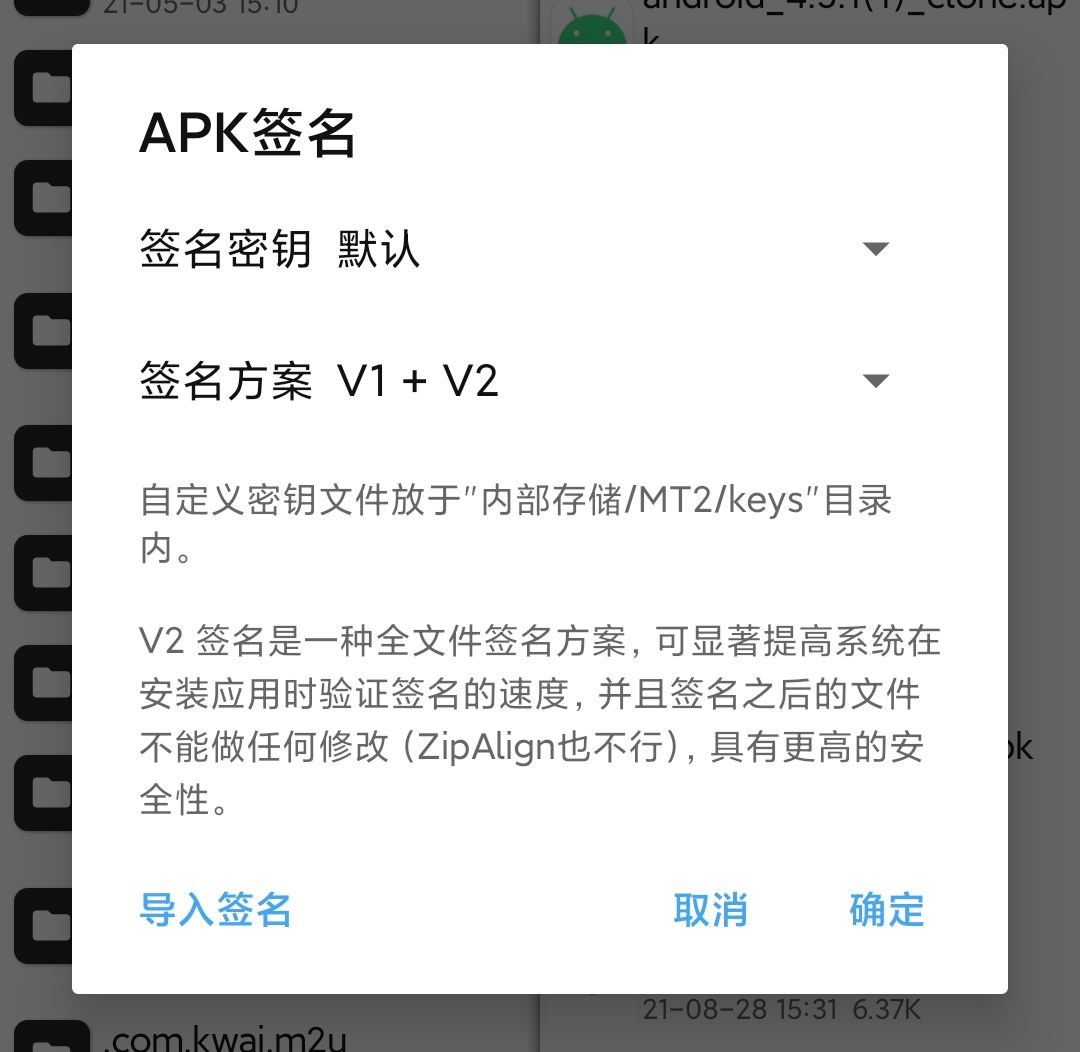 21-05-03 15:10
android_4.3.1(1)_clone.ap
k
APK签名
签名密钥 默认
签名方案 V1 + V2
自定义密钥文件放于"内部存储/MT2/keys"目录
内。
V2 签名是一种全文件签名方案, 可显著提高系统在
安装应用时验证签名的速度, 并且签名之后的文件
不能做任何修改 (ZipAlign也不行), 具有更高的安
全性。
pk
导入签名 取消 确定
21-08-28 15:31 6.37K
.com.kwai.m2u